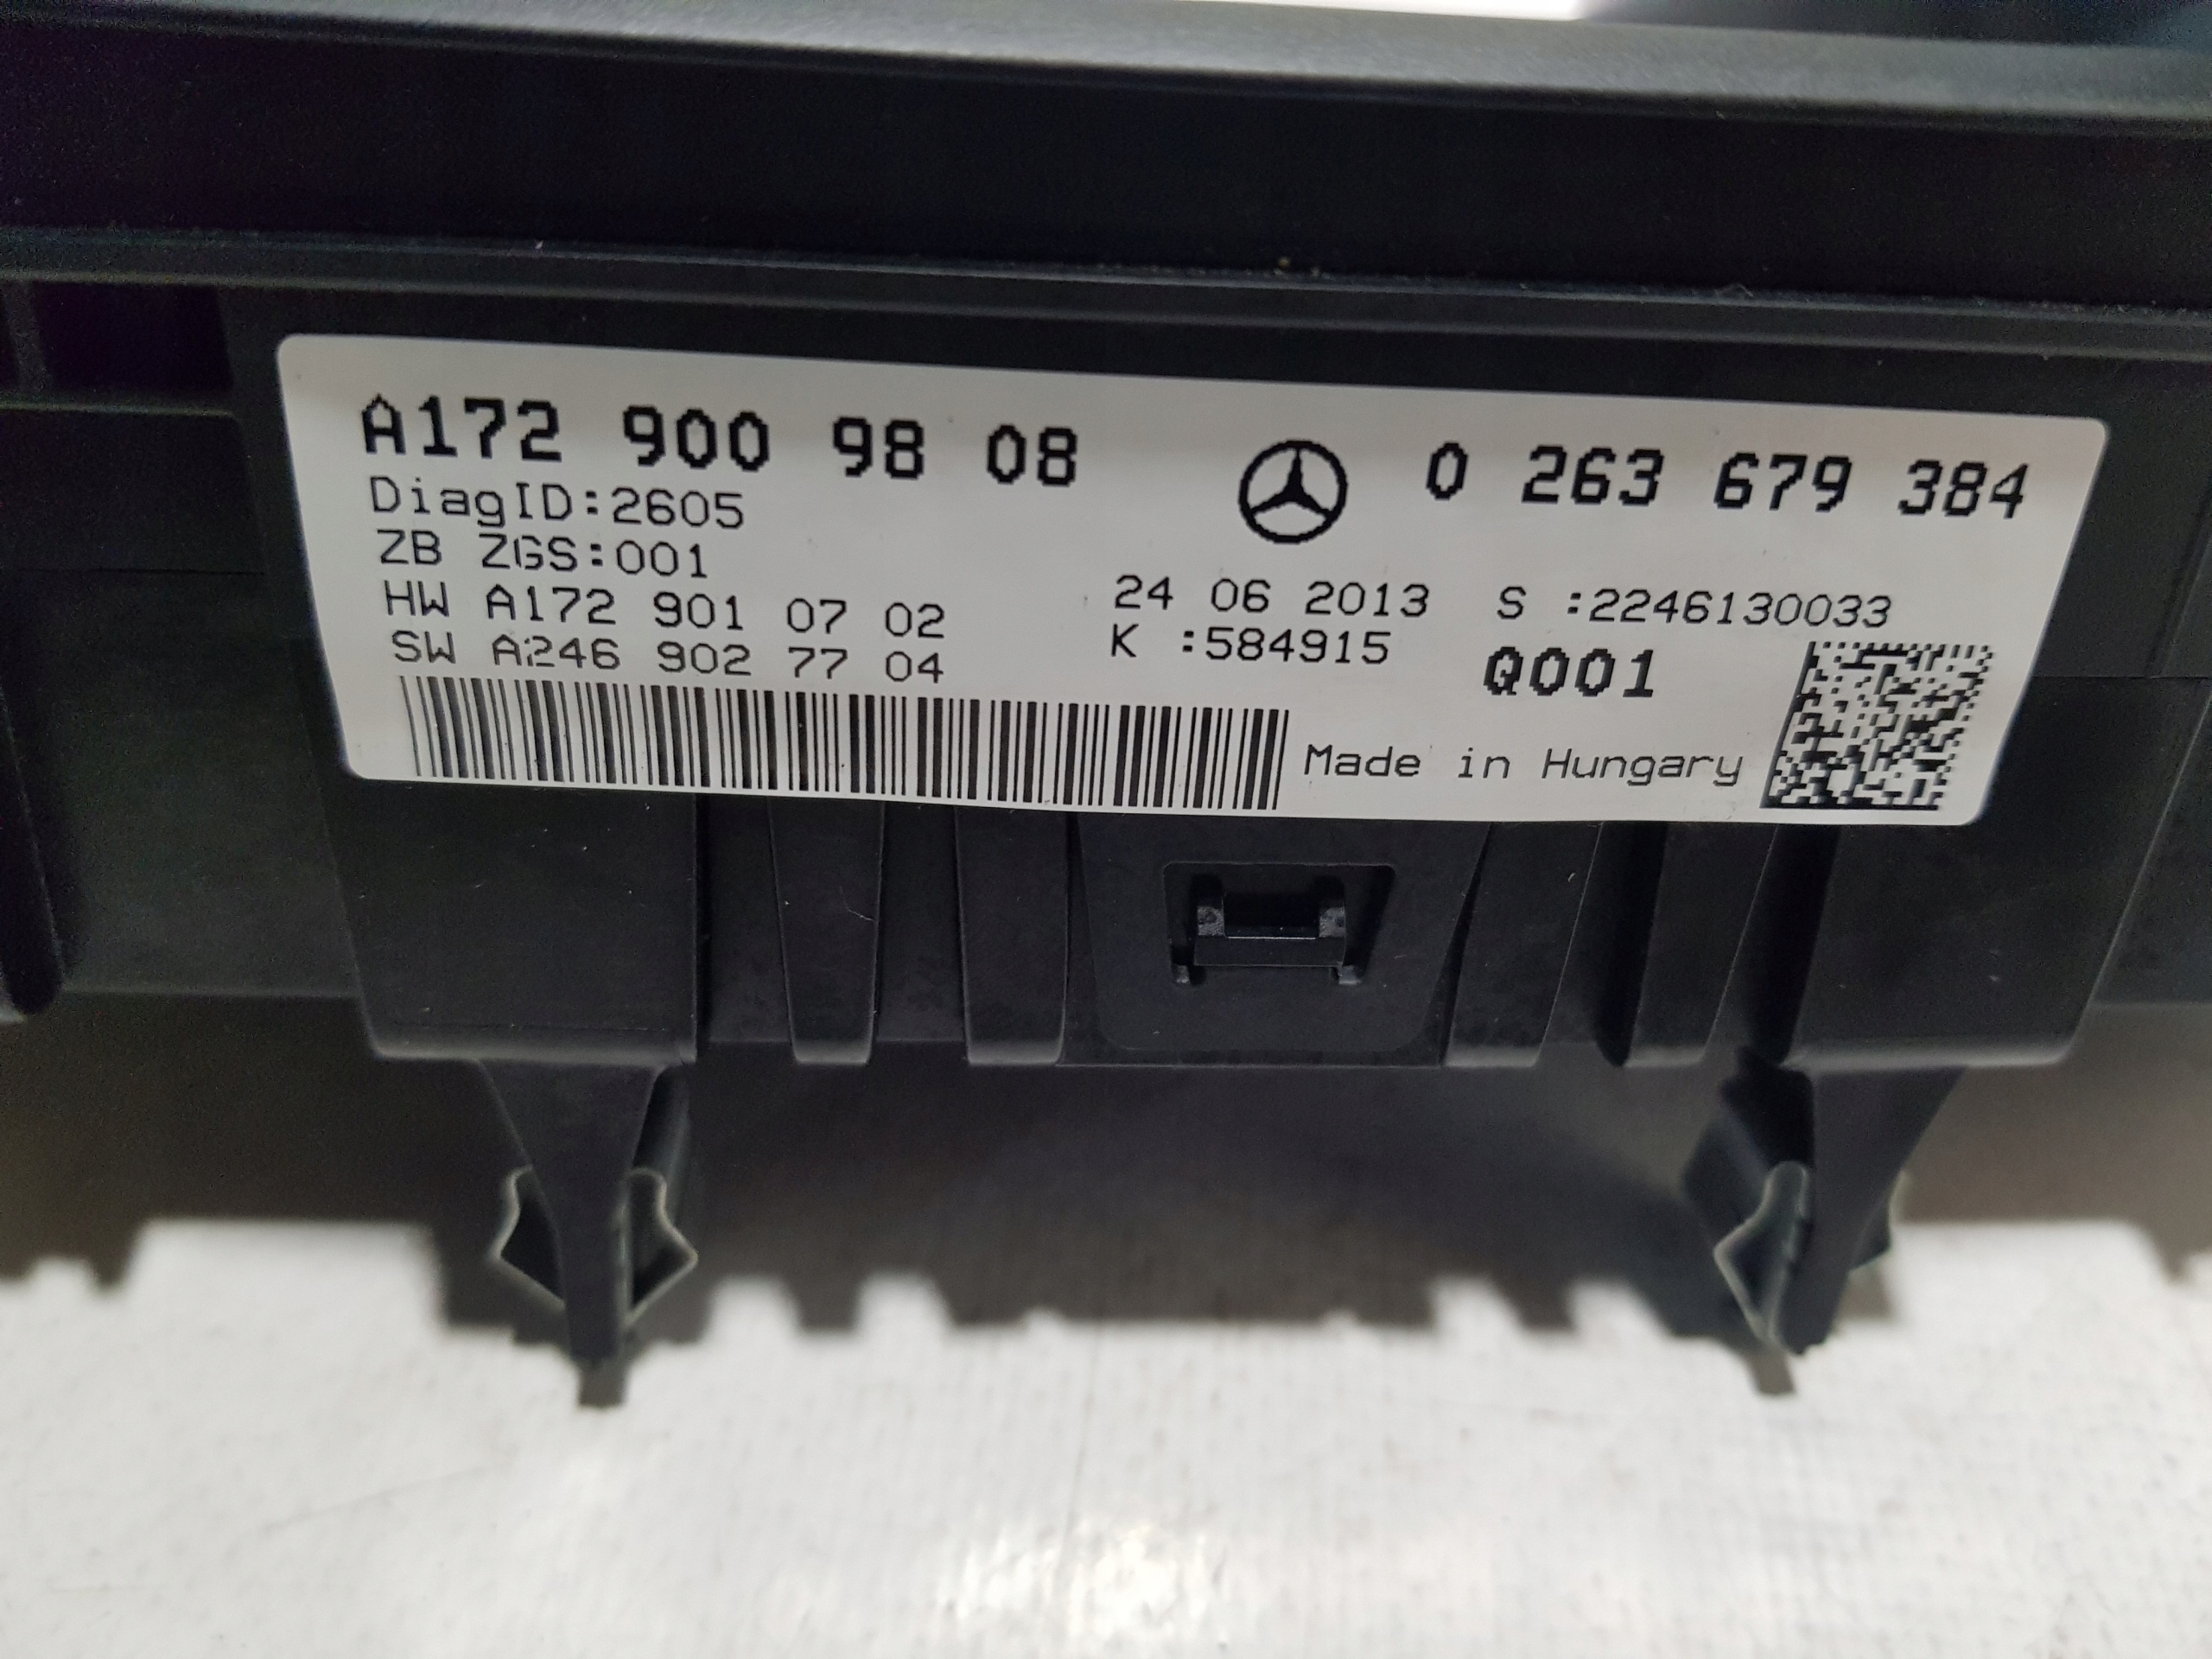 A172 900 98 08
0 263 679 384
DiagID:2605
ZB ZGS:001
HW A172 901 07 02
24 06 2013 S :2246130033
SW A246 902 77 04
K :584915
Q001
Made in Hungary